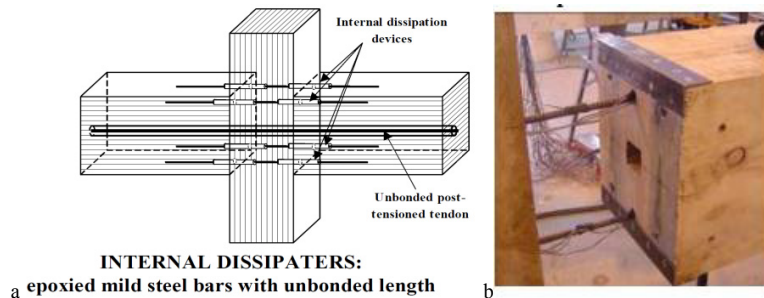 Internal dissipation
devices
Unbonded post-
tensioned tendon
INTERNAL DISSIPATERS:
a epoxied mild steel bars with unbonded length
b